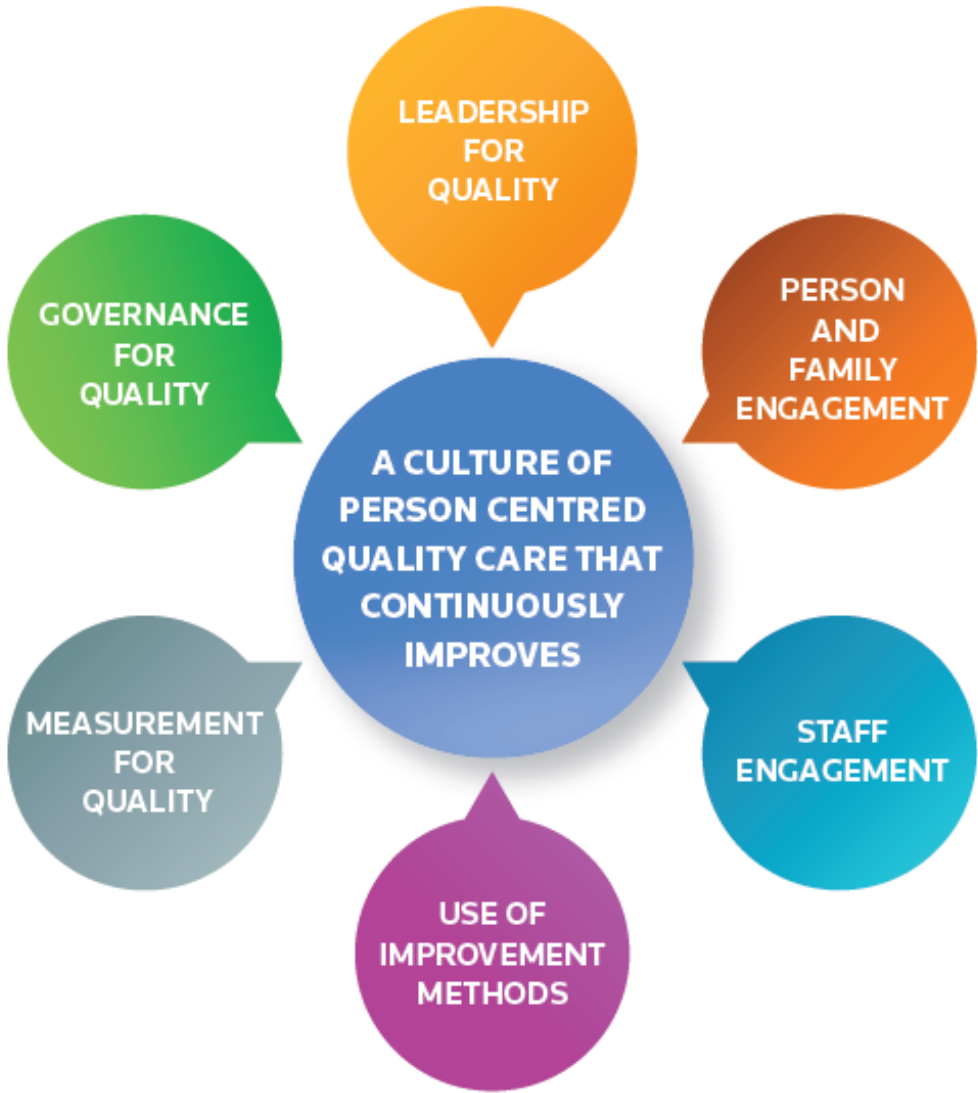 LEADERSHIP
FOR
QUALITY
PERSON
AND
FAMILY
ENGAGEMENT
STAFF
ENGAGEMENT
USE OF
IMPROVEMENT
METHODS
MEASUREMENT
FOR
QUALITY
GOVERNANCE
FOR
QUALITY
A CULTURE OF
PERSON CENTRED
QUALITY CARE THAT
CONTINUOUSLY
IMPROVES